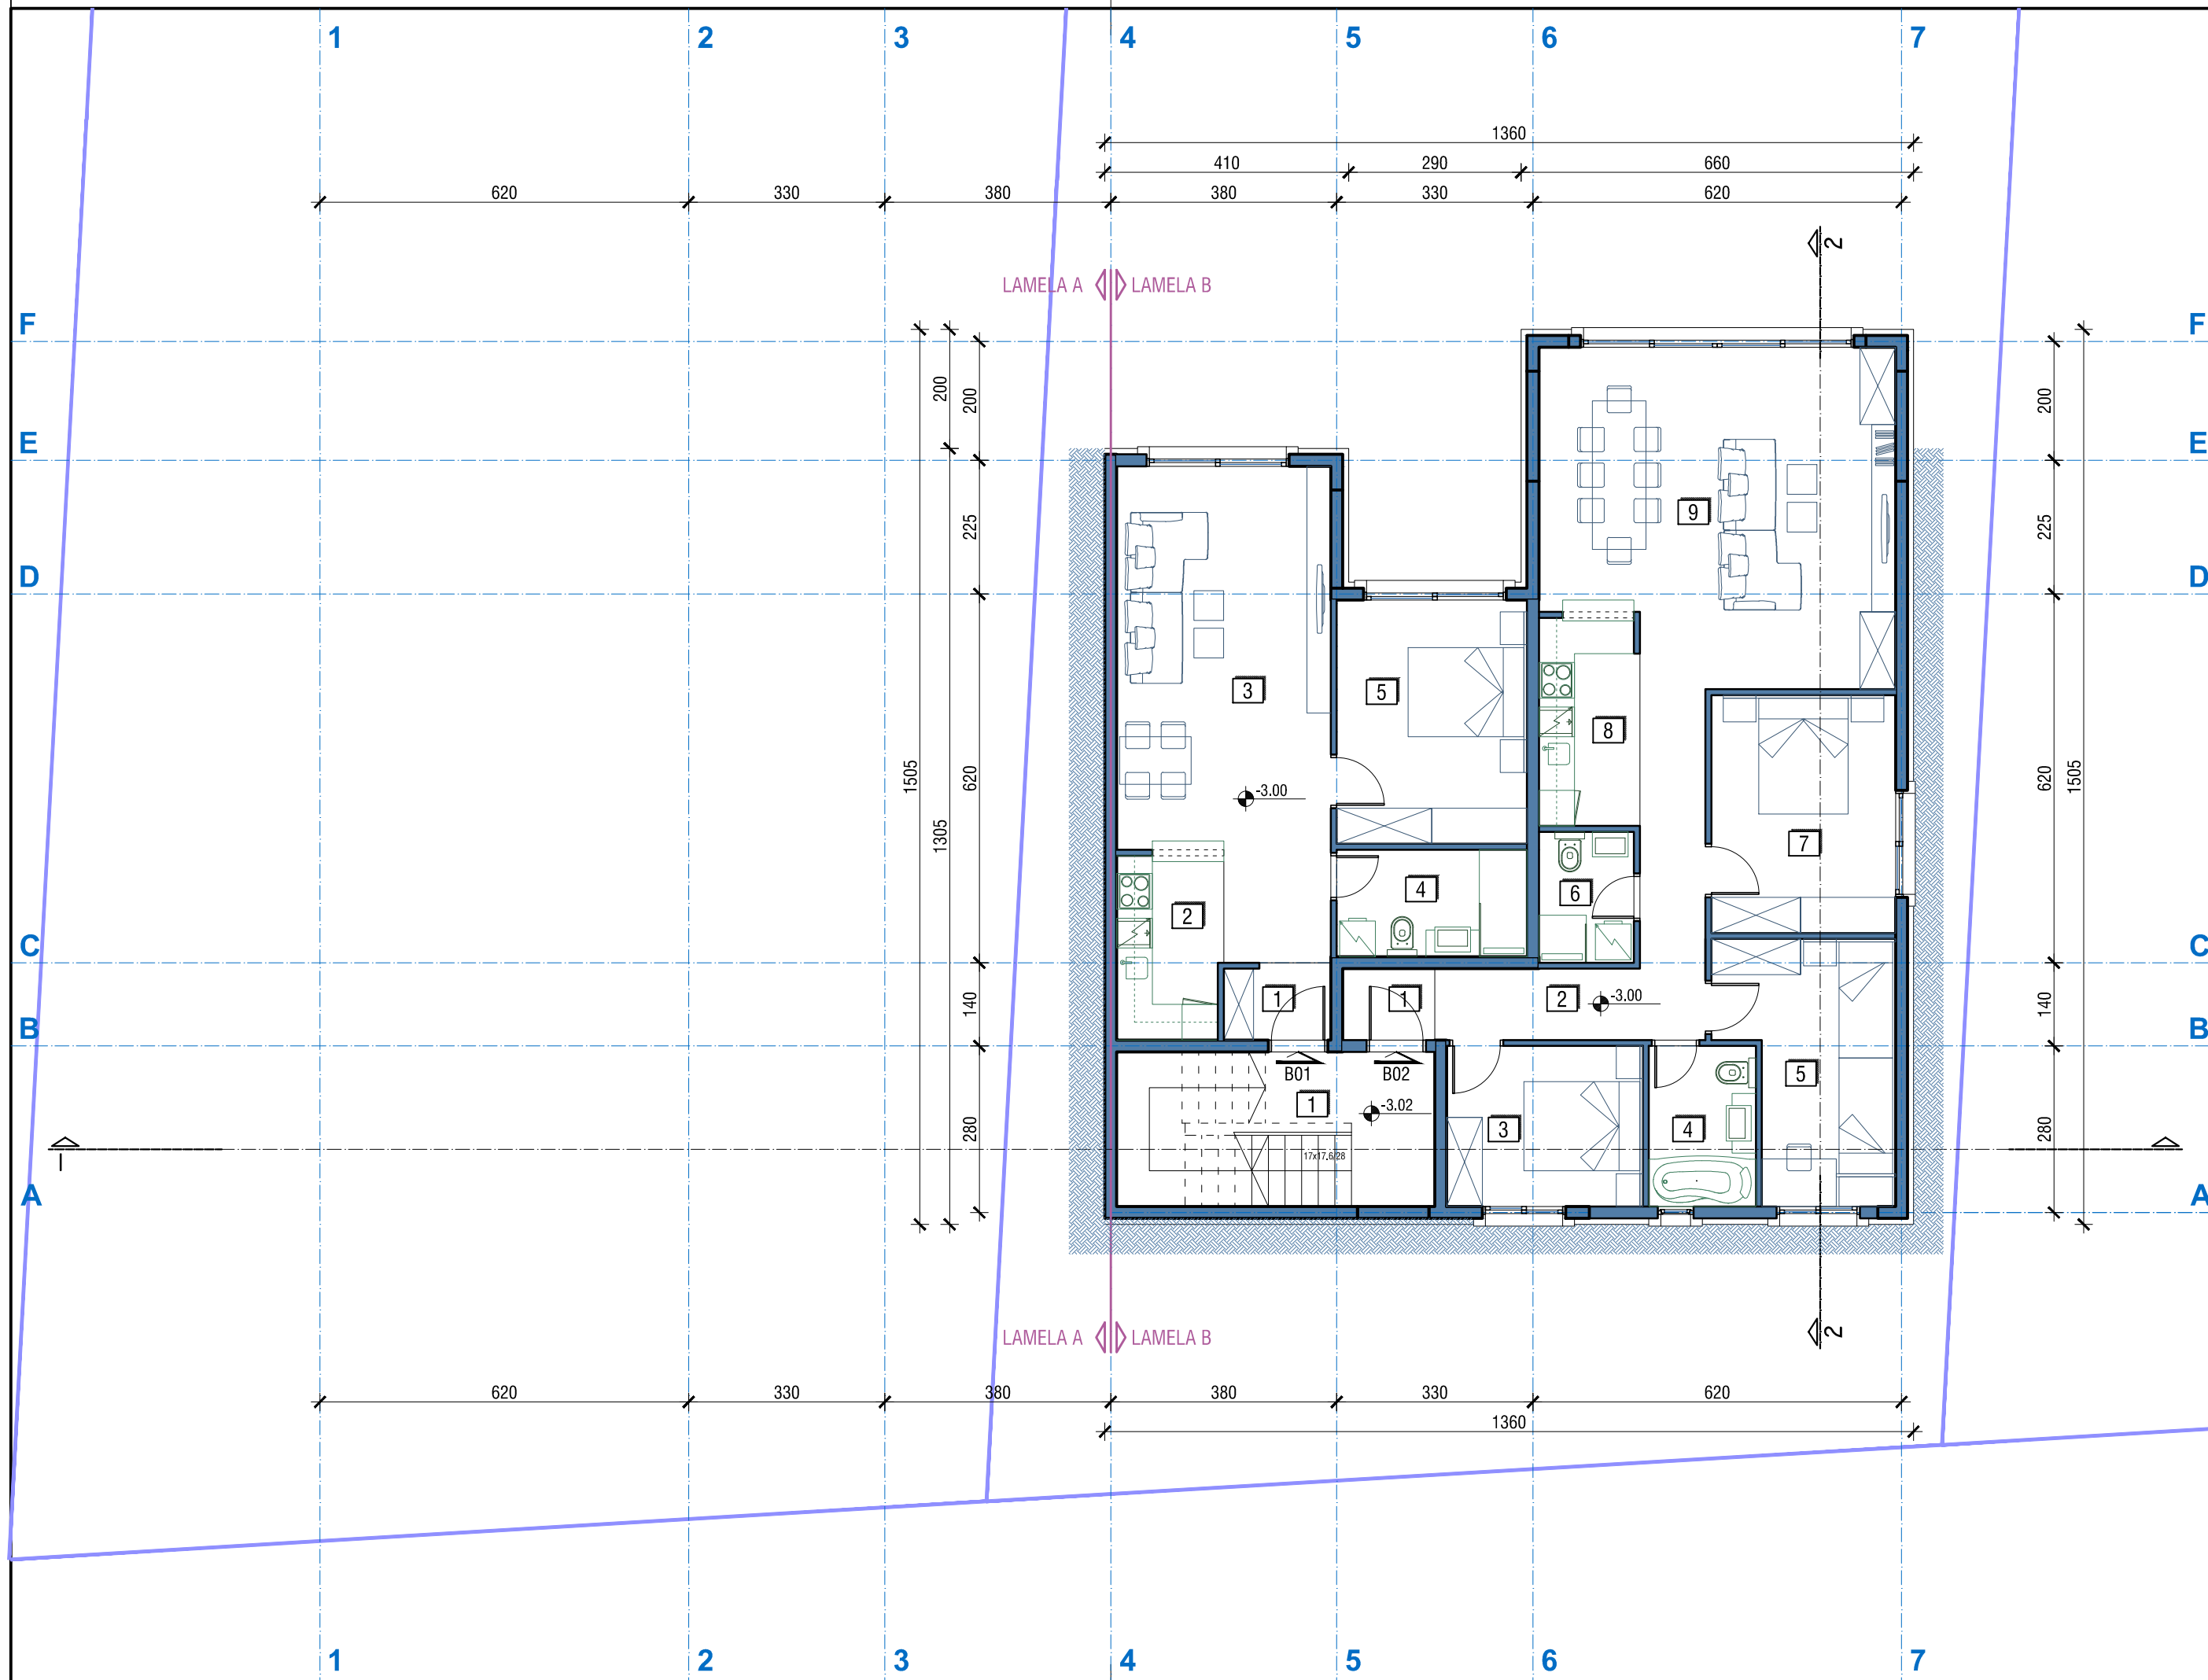 1 2 3 4 5 6 7
1360
410 290 660
620 330 380 380 330 620
2
LAMELA A LAMELA B
F F
200 200 200 200
E E
225 225
9
D D
3 5
8
620 620
1505 1505
-3.00
1305
7
4 6
2
C C
1 1 2 -3.00
140 140
B B
B01 B02
1 -3.02
5
3 4
280 280
17x17,6/28
1
A A
LAMELA A LAMELA B
2
620 330 380 380 330 620
1360
1 2 3 4 5 6 7